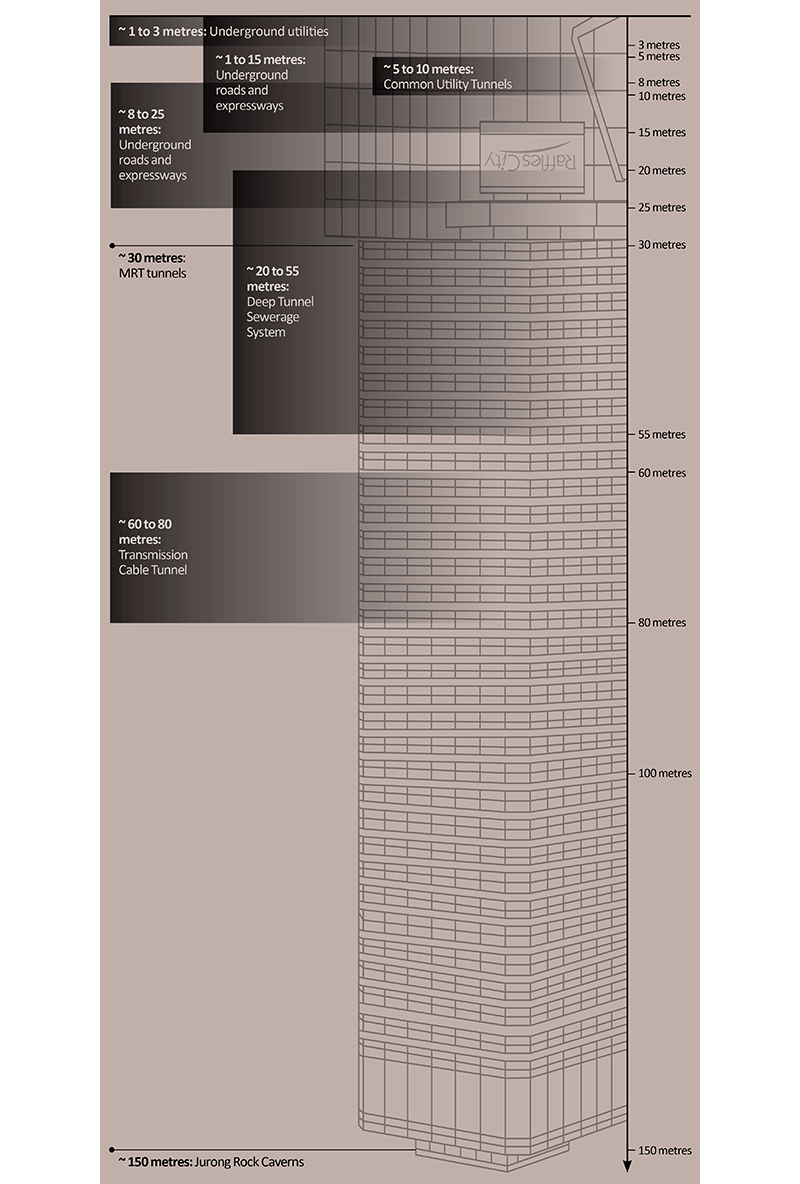 ~ 1 to 3 metres: Underground utilities
~ 1 to 15 metres:
Underground
roads and
expressways
~ 5 to 10 metres:
Common Utility Tunnels
~ 8 to 25
metres:
Underground
roads and
expressways
Raffles City
~ 30 metres:
MRT tunnels
~ 20 to 55
metres:
Deep Tunnel
Sewerage
System
~ 60 to 80
metres:
Transmission
Cable Tunnel
~ 150 metres: Jurong Rock Caverns
3 metres
5 metres
8 metres
10 metres
15 metres
20 metres
25 metres
30 metres
55 metres
60 metres
80 metres
100 metres
150 metres